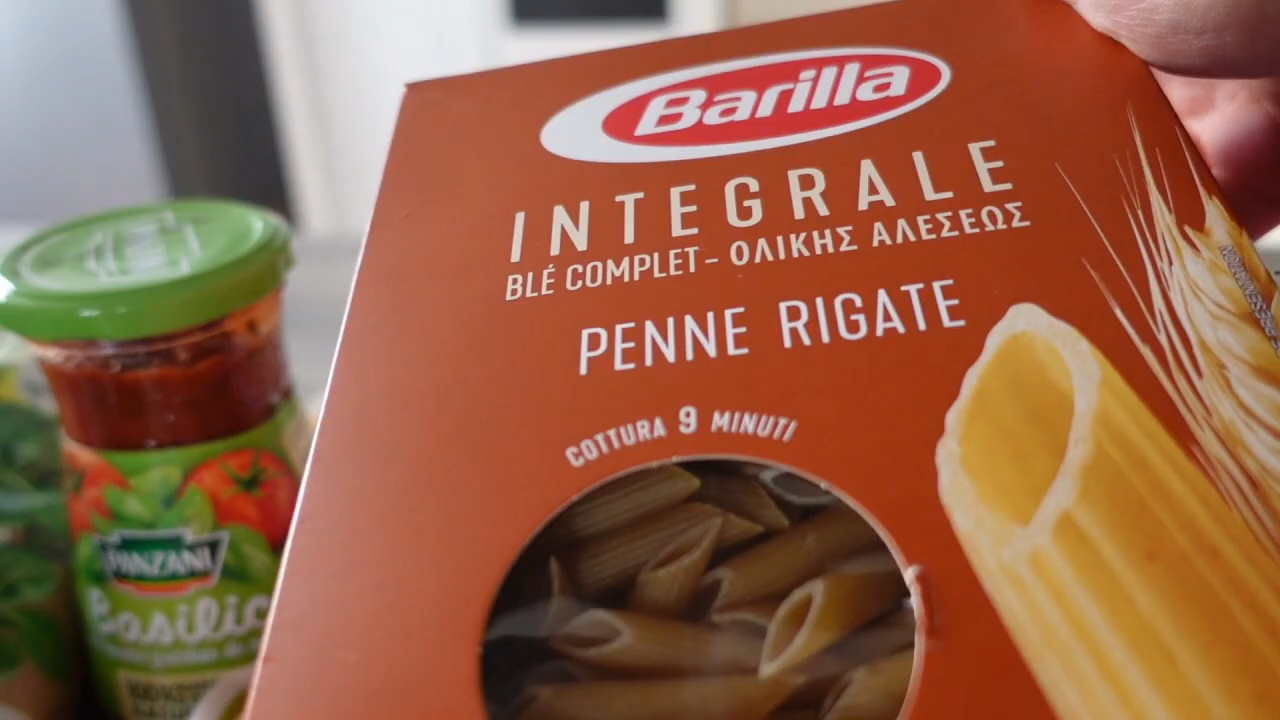 Barilla
INTEGRALE
BLÉ COMPLET - ΟΛΙΚΗΣ ΑΛΕΣΕΩΣ
PENNE RIGATE
COTTURA 9 MINUTI
PANZANI
Basilic